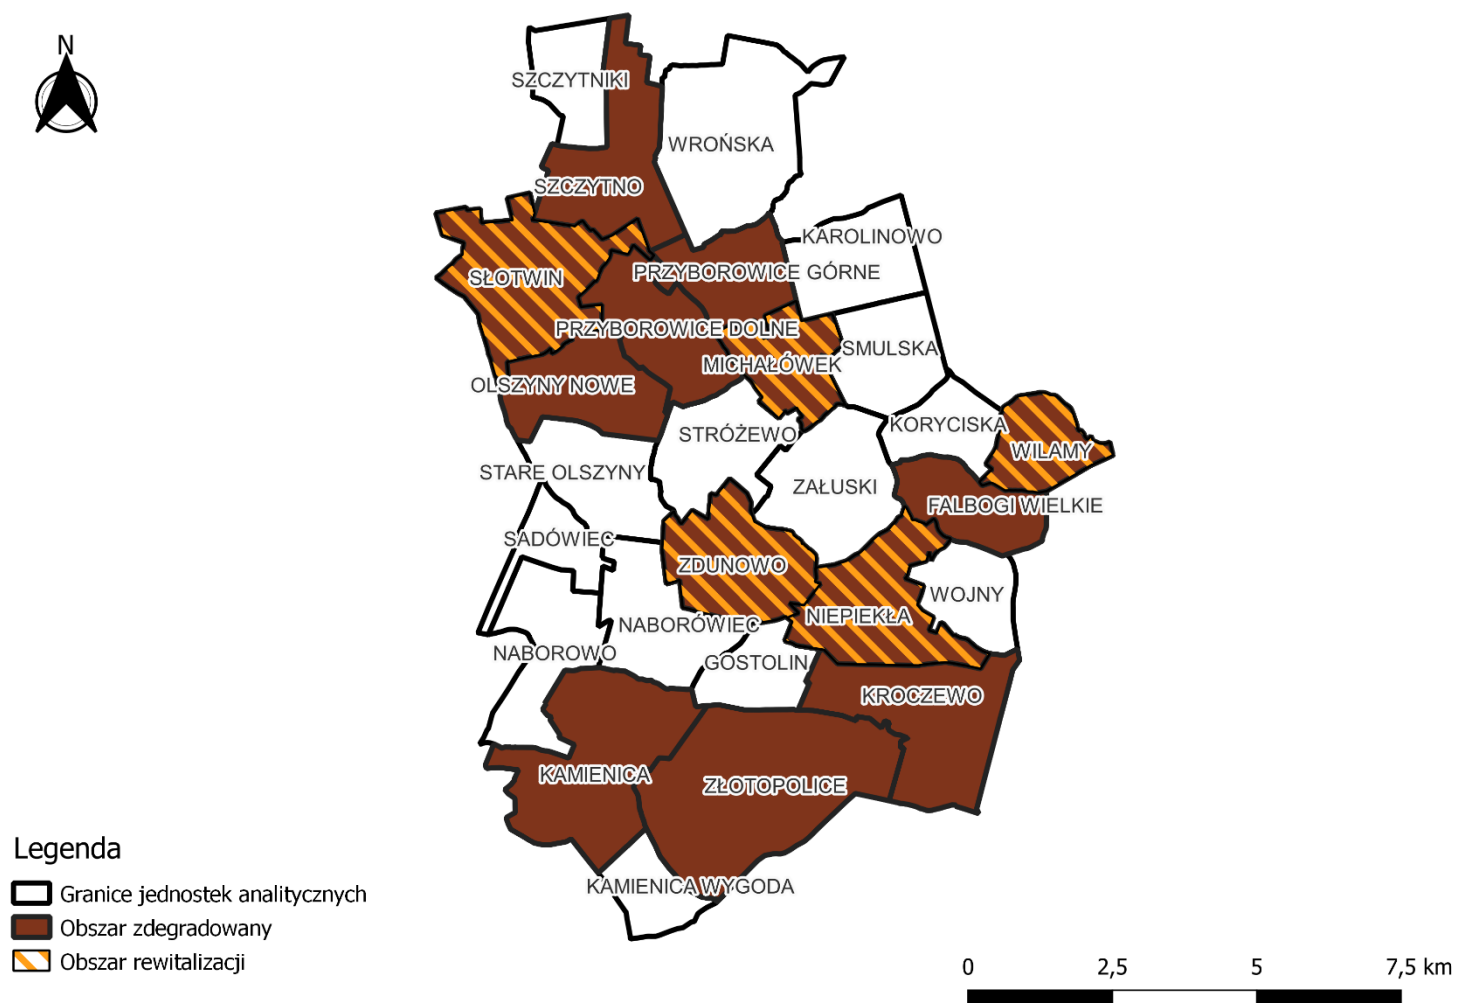 N
SZCZYTNIKI
WROŃSKA
SZCZYTNO
KAROLINOWO
PRZYBOROWICE GÓRNE
SŁOTWIN
PRZYBOROWICE DOLNE
SMULSKA
MICHAŁÓWEK
OLSZYNY NOWE
KORYCISKA
STRÓŻEWO
WILAMY
STARE OLSZYNY
ZAŁUSKI
FALBOGI WIELKIE
SADÓWIEC
ZDUNOWO
WOJNY
NIEPIEKŁA
NABORÓWIEC
NABOROWO
GOSTOLIN
KROCZEWO
KAMIENICA
ZŁOTOPOLICE
KAMIENICA WYGODA
Legenda
Granice jednostek analitycznych
Obszar zdegradowany
Obszar rewitalizacji
0 2,5 5 7,5 km